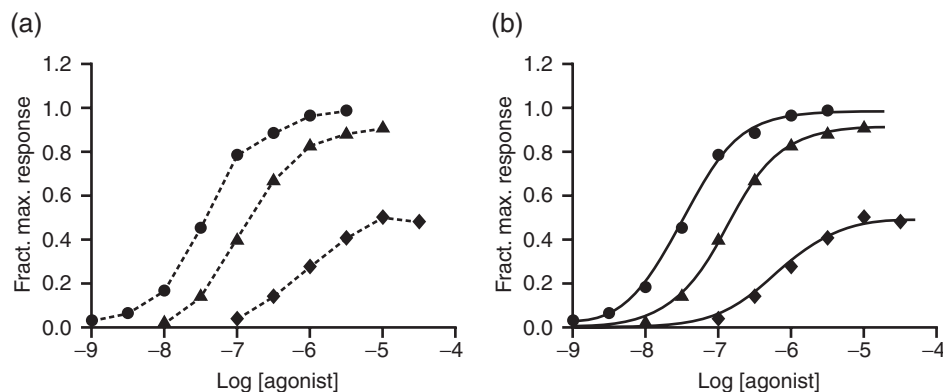 (a)
1.2
1.0
0.8
0.6
0.4
0.2
0.0
Fract. max. response
–9 –8 –7 –6 –5 –4
Log [agonist]
(b)
1.2
1.0
0.8
0.6
0.4
0.2
0.0
Fract. max. response
–9 –8 –7 –6 –5 –4
Log [agonist]